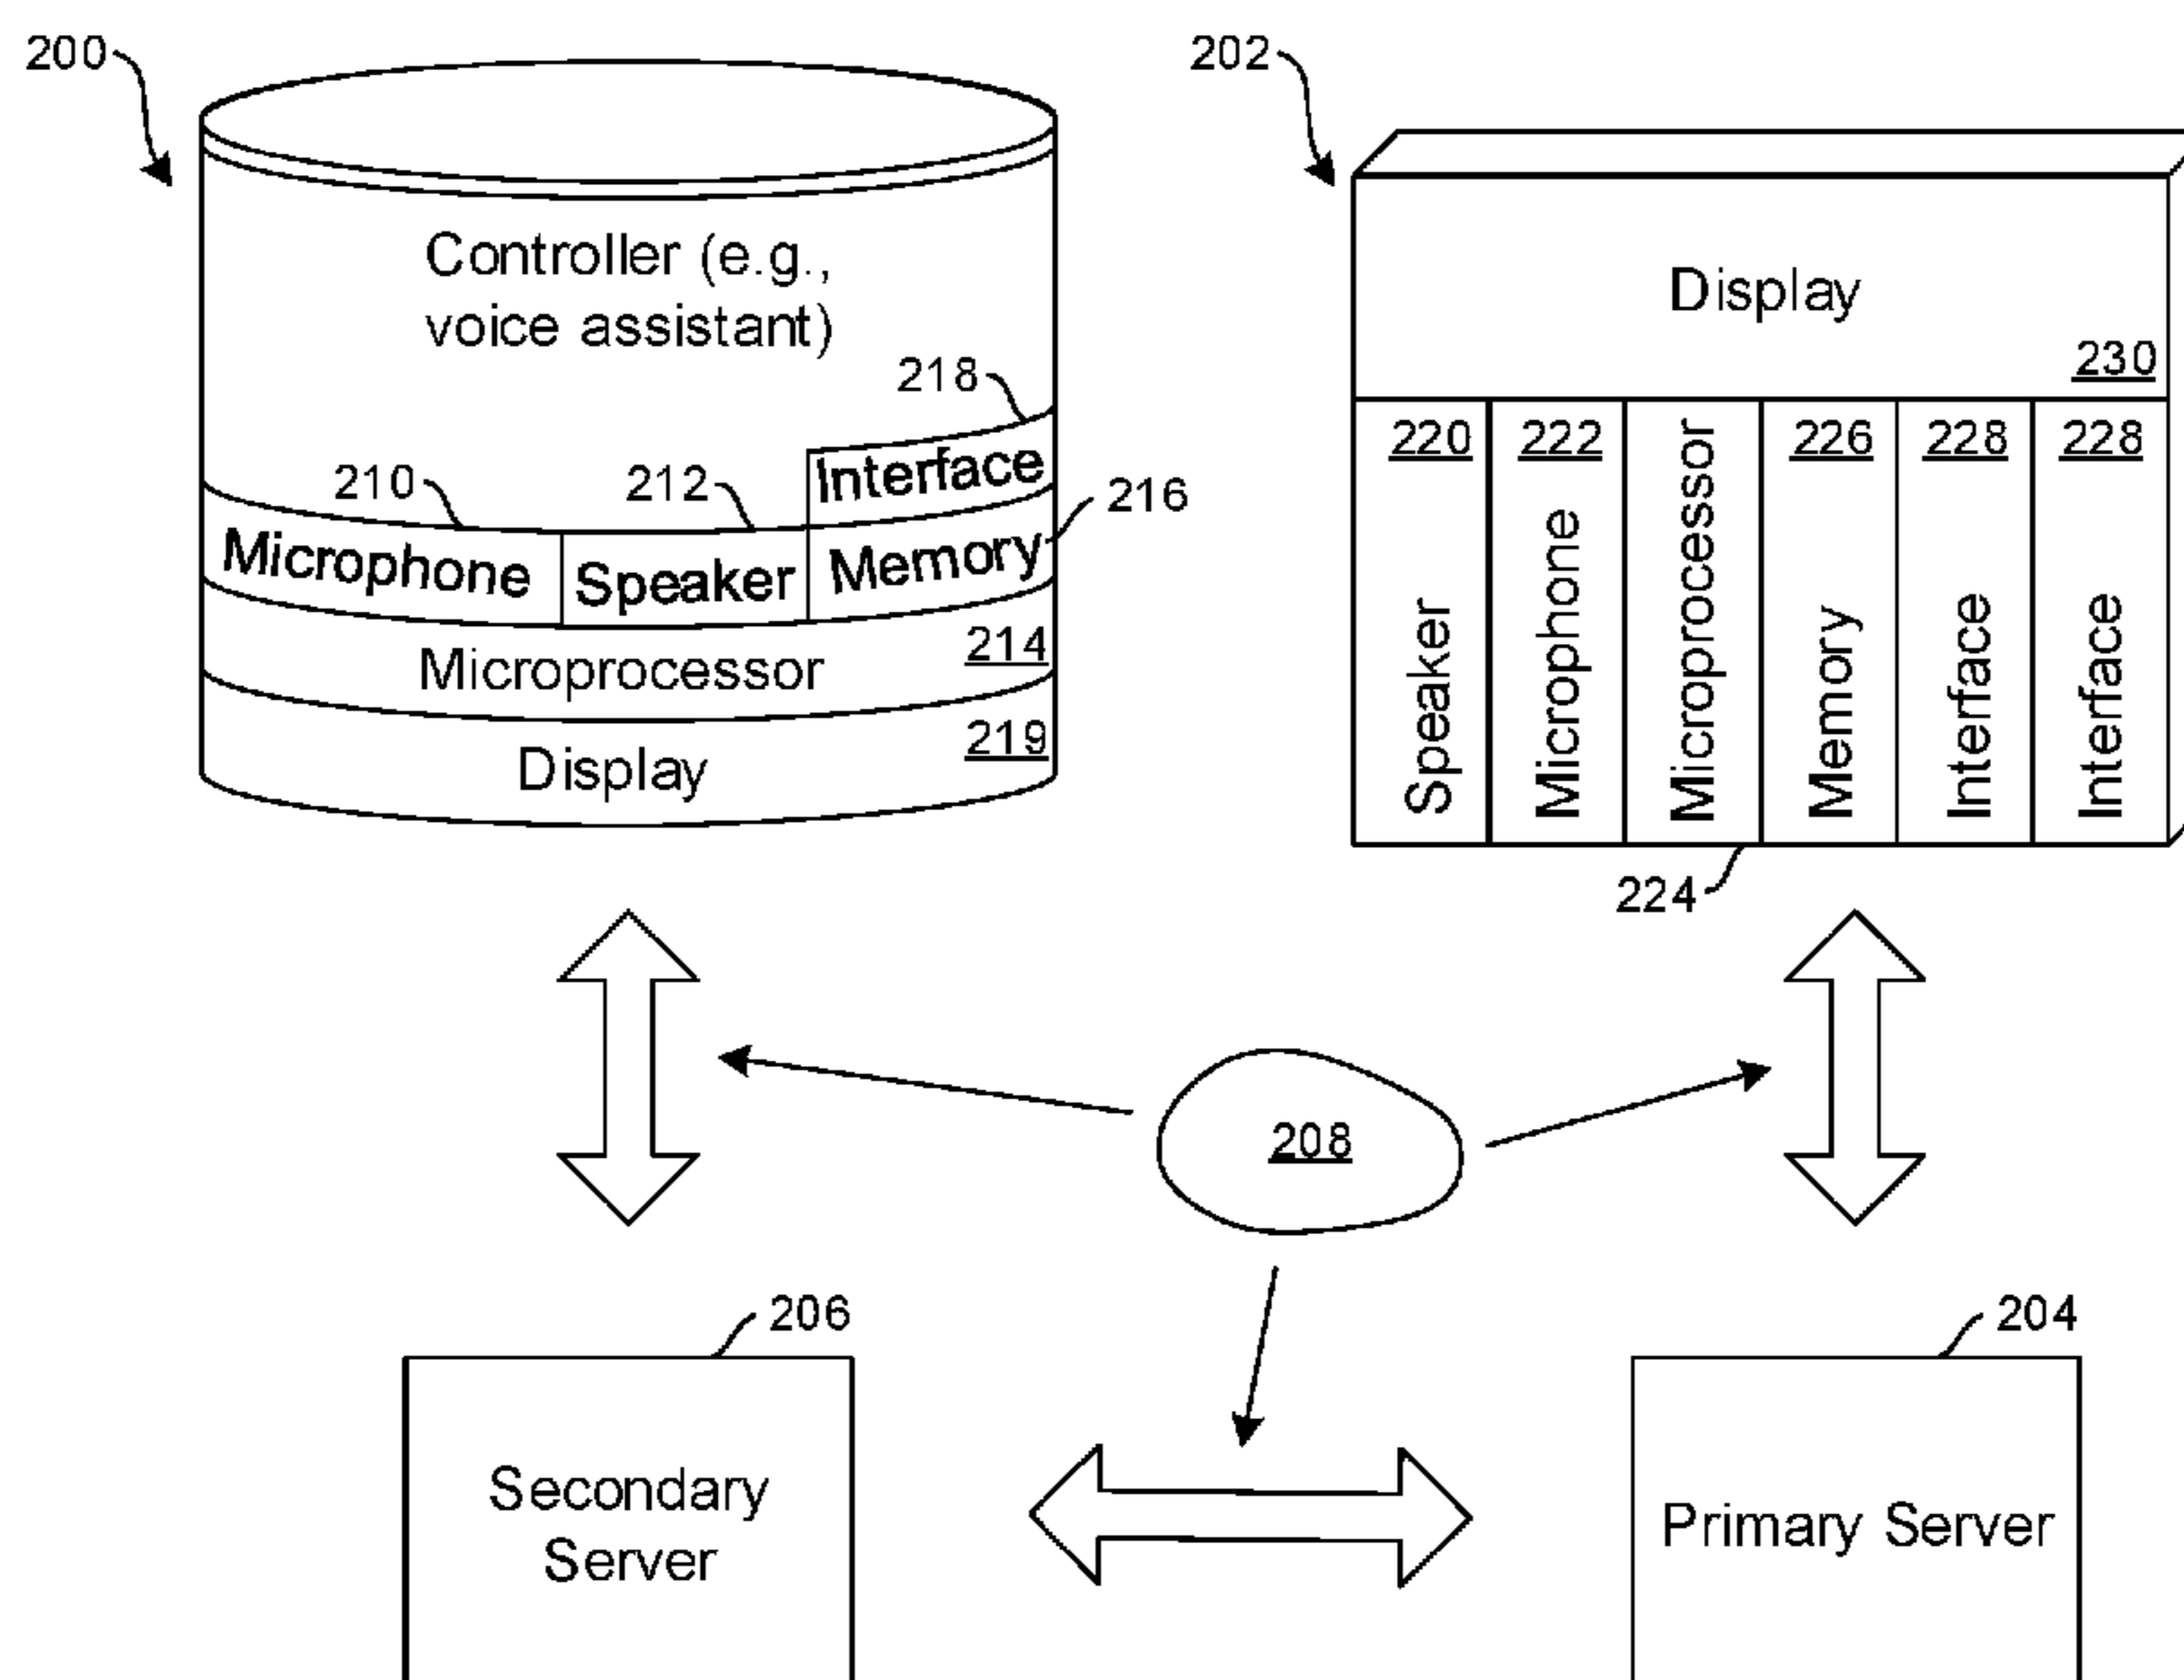 200
Controller (e.g.,
voice assistant)
218
Interface
210
212
216
Microphone
Speaker
Memory
214
Microprocessor
219
Display
202
Display
230
220
222
226
228
228
Speaker
Microphone
Microprocessor
Memory
Interface
Interface
224
208
206
Secondary
Server
204
Primary Server